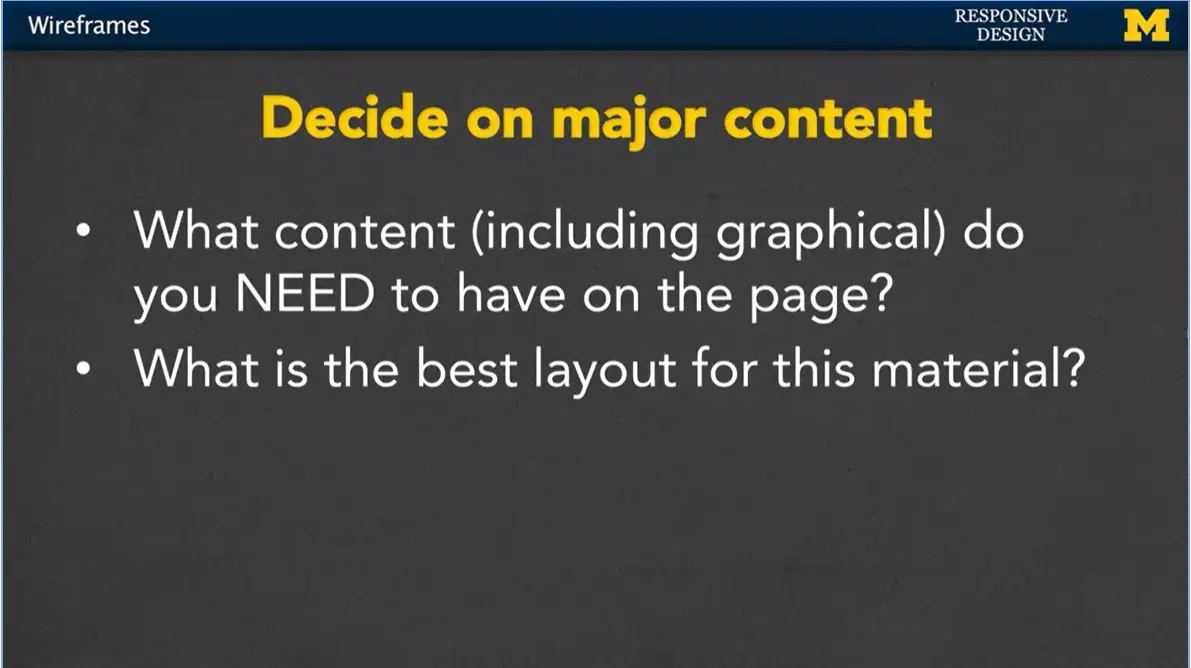 Wireframes
RESPONSIVE
DESIGN
M
Decide on major content
• What content (including graphical) do
you NEED to have on the page?
• What is the best layout for this material?